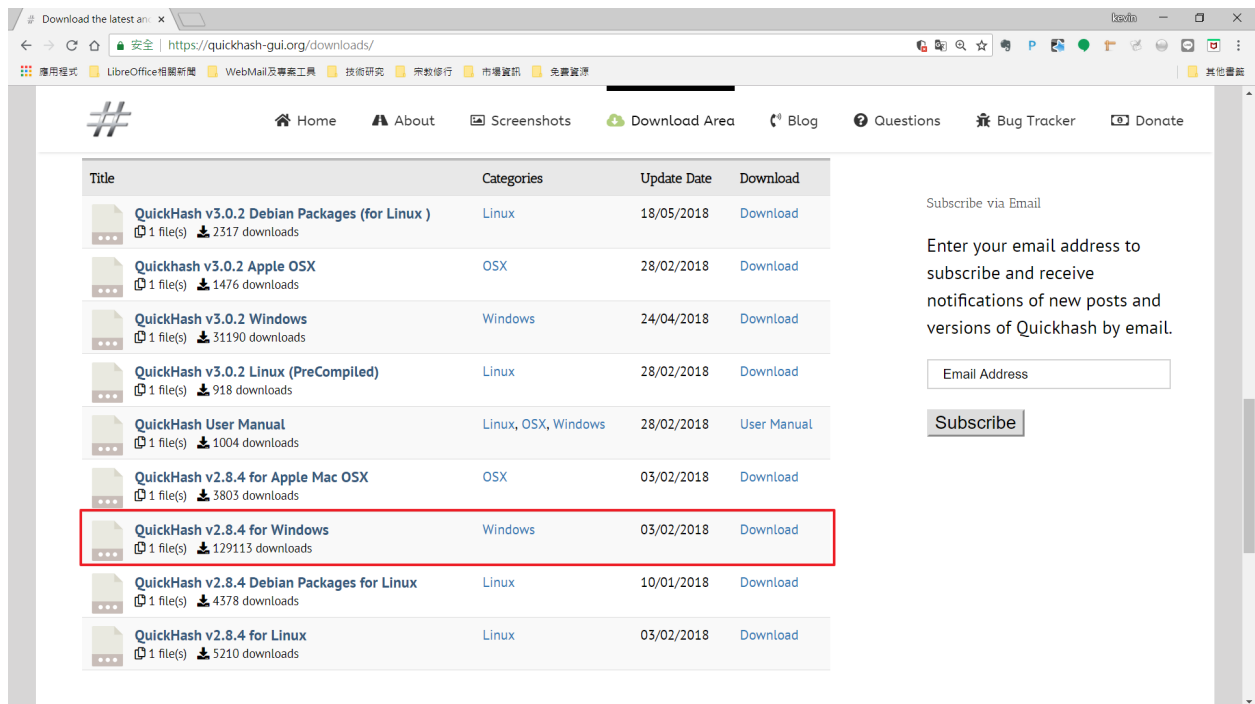 Download the latest anc
kevin
安全 | https://quickhash-gui.org/downloads/
應用程式 LibreOffice相關新聞 WebMail及專案工具 技術研究 宗教修行 市場資訊 免費資源 其他書籤
Home About Screenshots Download Area Blog Questions Bug Tracker Donate
Title Categories Update Date Download
QuickHash v3.0.2 Debian Packages (for Linux ) Linux 18/05/2018 Download
1 file(s) 2317 downloads
Quickhash v3.0.2 Apple OSX OSX 28/02/2018 Download
1 file(s) 1476 downloads
QuickHash v3.0.2 Windows Windows 24/04/2018 Download
1 file(s) 31190 downloads
QuickHash v3.0.2 Linux (PreCompiled) Linux 28/02/2018 Download
1 file(s) 918 downloads
QuickHash User Manual Linux, OSX, Windows 28/02/2018 User Manual
1 file(s) 1004 downloads
QuickHash v2.8.4 for Apple Mac OSX OSX 03/02/2018 Download
1 file(s) 3803 downloads
QuickHash v2.8.4 for Windows Windows 03/02/2018 Download
1 file(s) 129113 downloads
QuickHash v2.8.4 Debian Packages for Linux Linux 10/01/2018 Download
1 file(s) 4378 downloads
QuickHash v2.8.4 for Linux Linux 03/02/2018 Download
1 file(s) 5210 downloads
Subscribe via Email
Enter your email address to
subscribe and receive
notifications of new posts and
versions of Quickhash by email.
Email Address
Subscribe